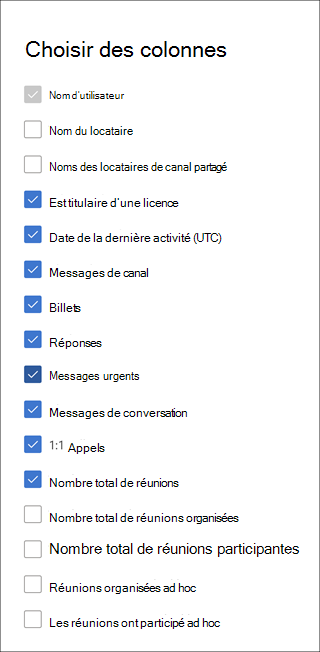 Choisir des colonnes
Nom d'utilisateur
Nom du locataire
Noms des locataires de canal partagé
Est titulaire d'une licence
Date de la dernière activité (UTC)
Messages de canal
Billets
Réponses
Messages urgents
Messages de conversation
1:1 Appels
Nombre total de réunions
Nombre total de réunions organisées
Nombre total de réunions participantes
Réunions organisées ad hoc
Les réunions ont participé ad hoc